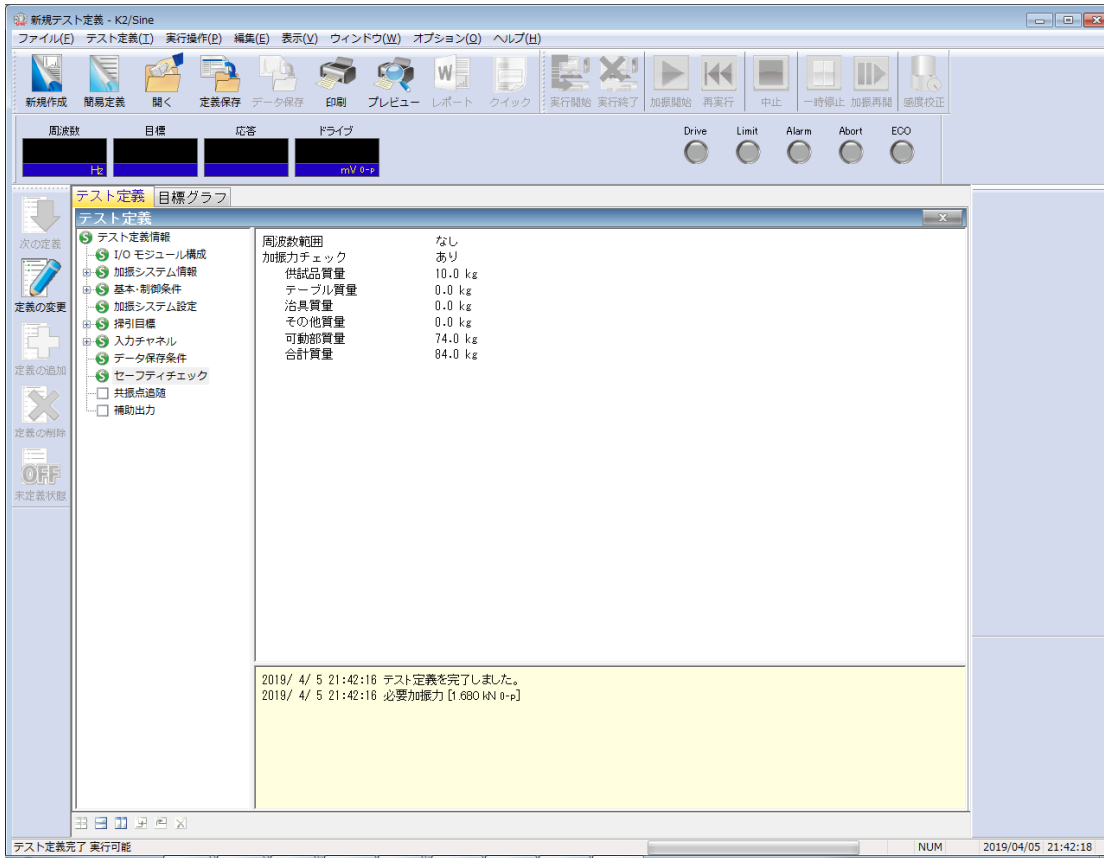 新規テスト定義 - K2/Sine
ファイル(F) テスト定義(T) 実行操作(P) 編集(E) 表示(V) ウィンドウ(W) オプション(O) ヘルプ(H)
新規作成 簡易定義 開く 定義保存 データ保存 印刷 プレビュー レポート クイック 実行開始 実行終了 加振開始 再実行 中止 一時停止 加振再開 感度校正
周波数 目標 応答 ドライブ Drive Limit Alarm Abort ECO
Hz mV 0-p
テスト定義 目標グラフ
テスト定義
次の定義
定義の変更
定義の追加
定義の削除
OFF
未定義状態
テスト定義情報
I/O モジュール構成
加振システム情報
基本・制御条件
加振システム設定
掃引目標
入力チャネル
データ保存条件
セーフティチェック
共振点追随
補助出力
周波数範囲 なし
加振力チェック あり
供試品質量 10.0 kg
テーブル質量 0.0 kg
治具質量 0.0 kg
その他質量 0.0 kg
可動部質量 74.0 kg
合計質量 84.0 kg
2019/ 4/ 5 21:42:16 テスト定義を完了しました。
2019/ 4/ 5 21:42:16 必要加振力 [1.680 kN 0-p]
テスト定義完了 実行可能 NUM 2019/04/05 21:42:18